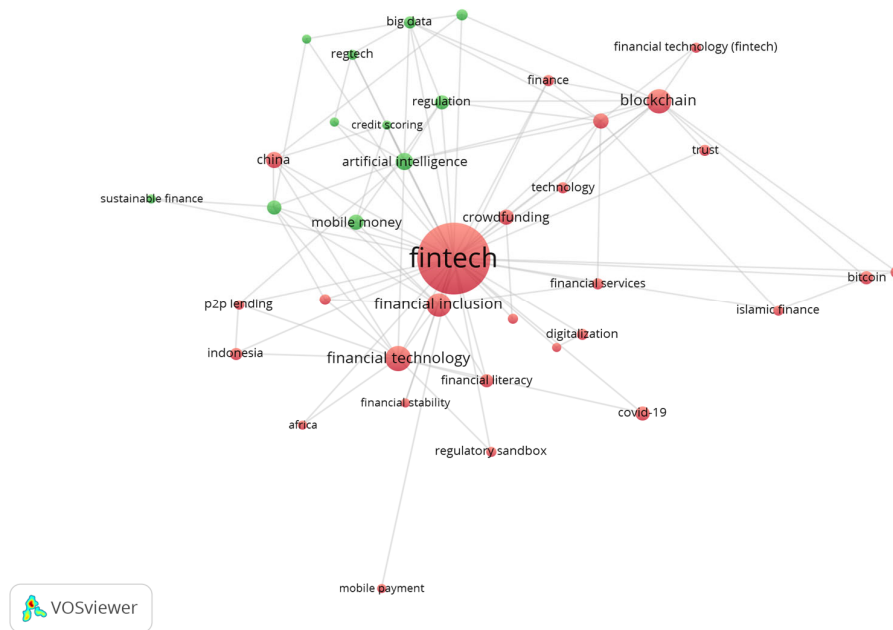 big data
financial technology (fintech)
regtech
finance
regulation
blockchain
credit scoring
china
artificial intelligence
trust
technology
sustainable finance
mobile money
crowdfunding
fintech
financial services
bitcoin
p2p lending
financial inclusion
islamic finance
digitalization
indonesia
financial technology
financial literacy
financial stability
covid-19
africa
regulatory sandbox
mobile payment
VOSviewer